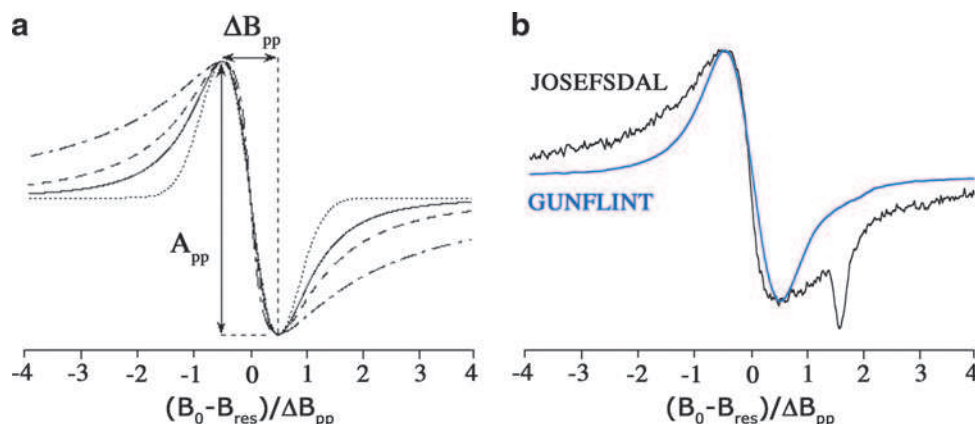 a
ΔBpp
App
-4 -3 -2 -1 0 1 2 3 4
(B0-Bres)/ΔBpp
b
JOSEFSDAL
GUNFLINT
-4 -3 -2 -1 0 1 2 3 4
(B0-Bres)/ΔBpp